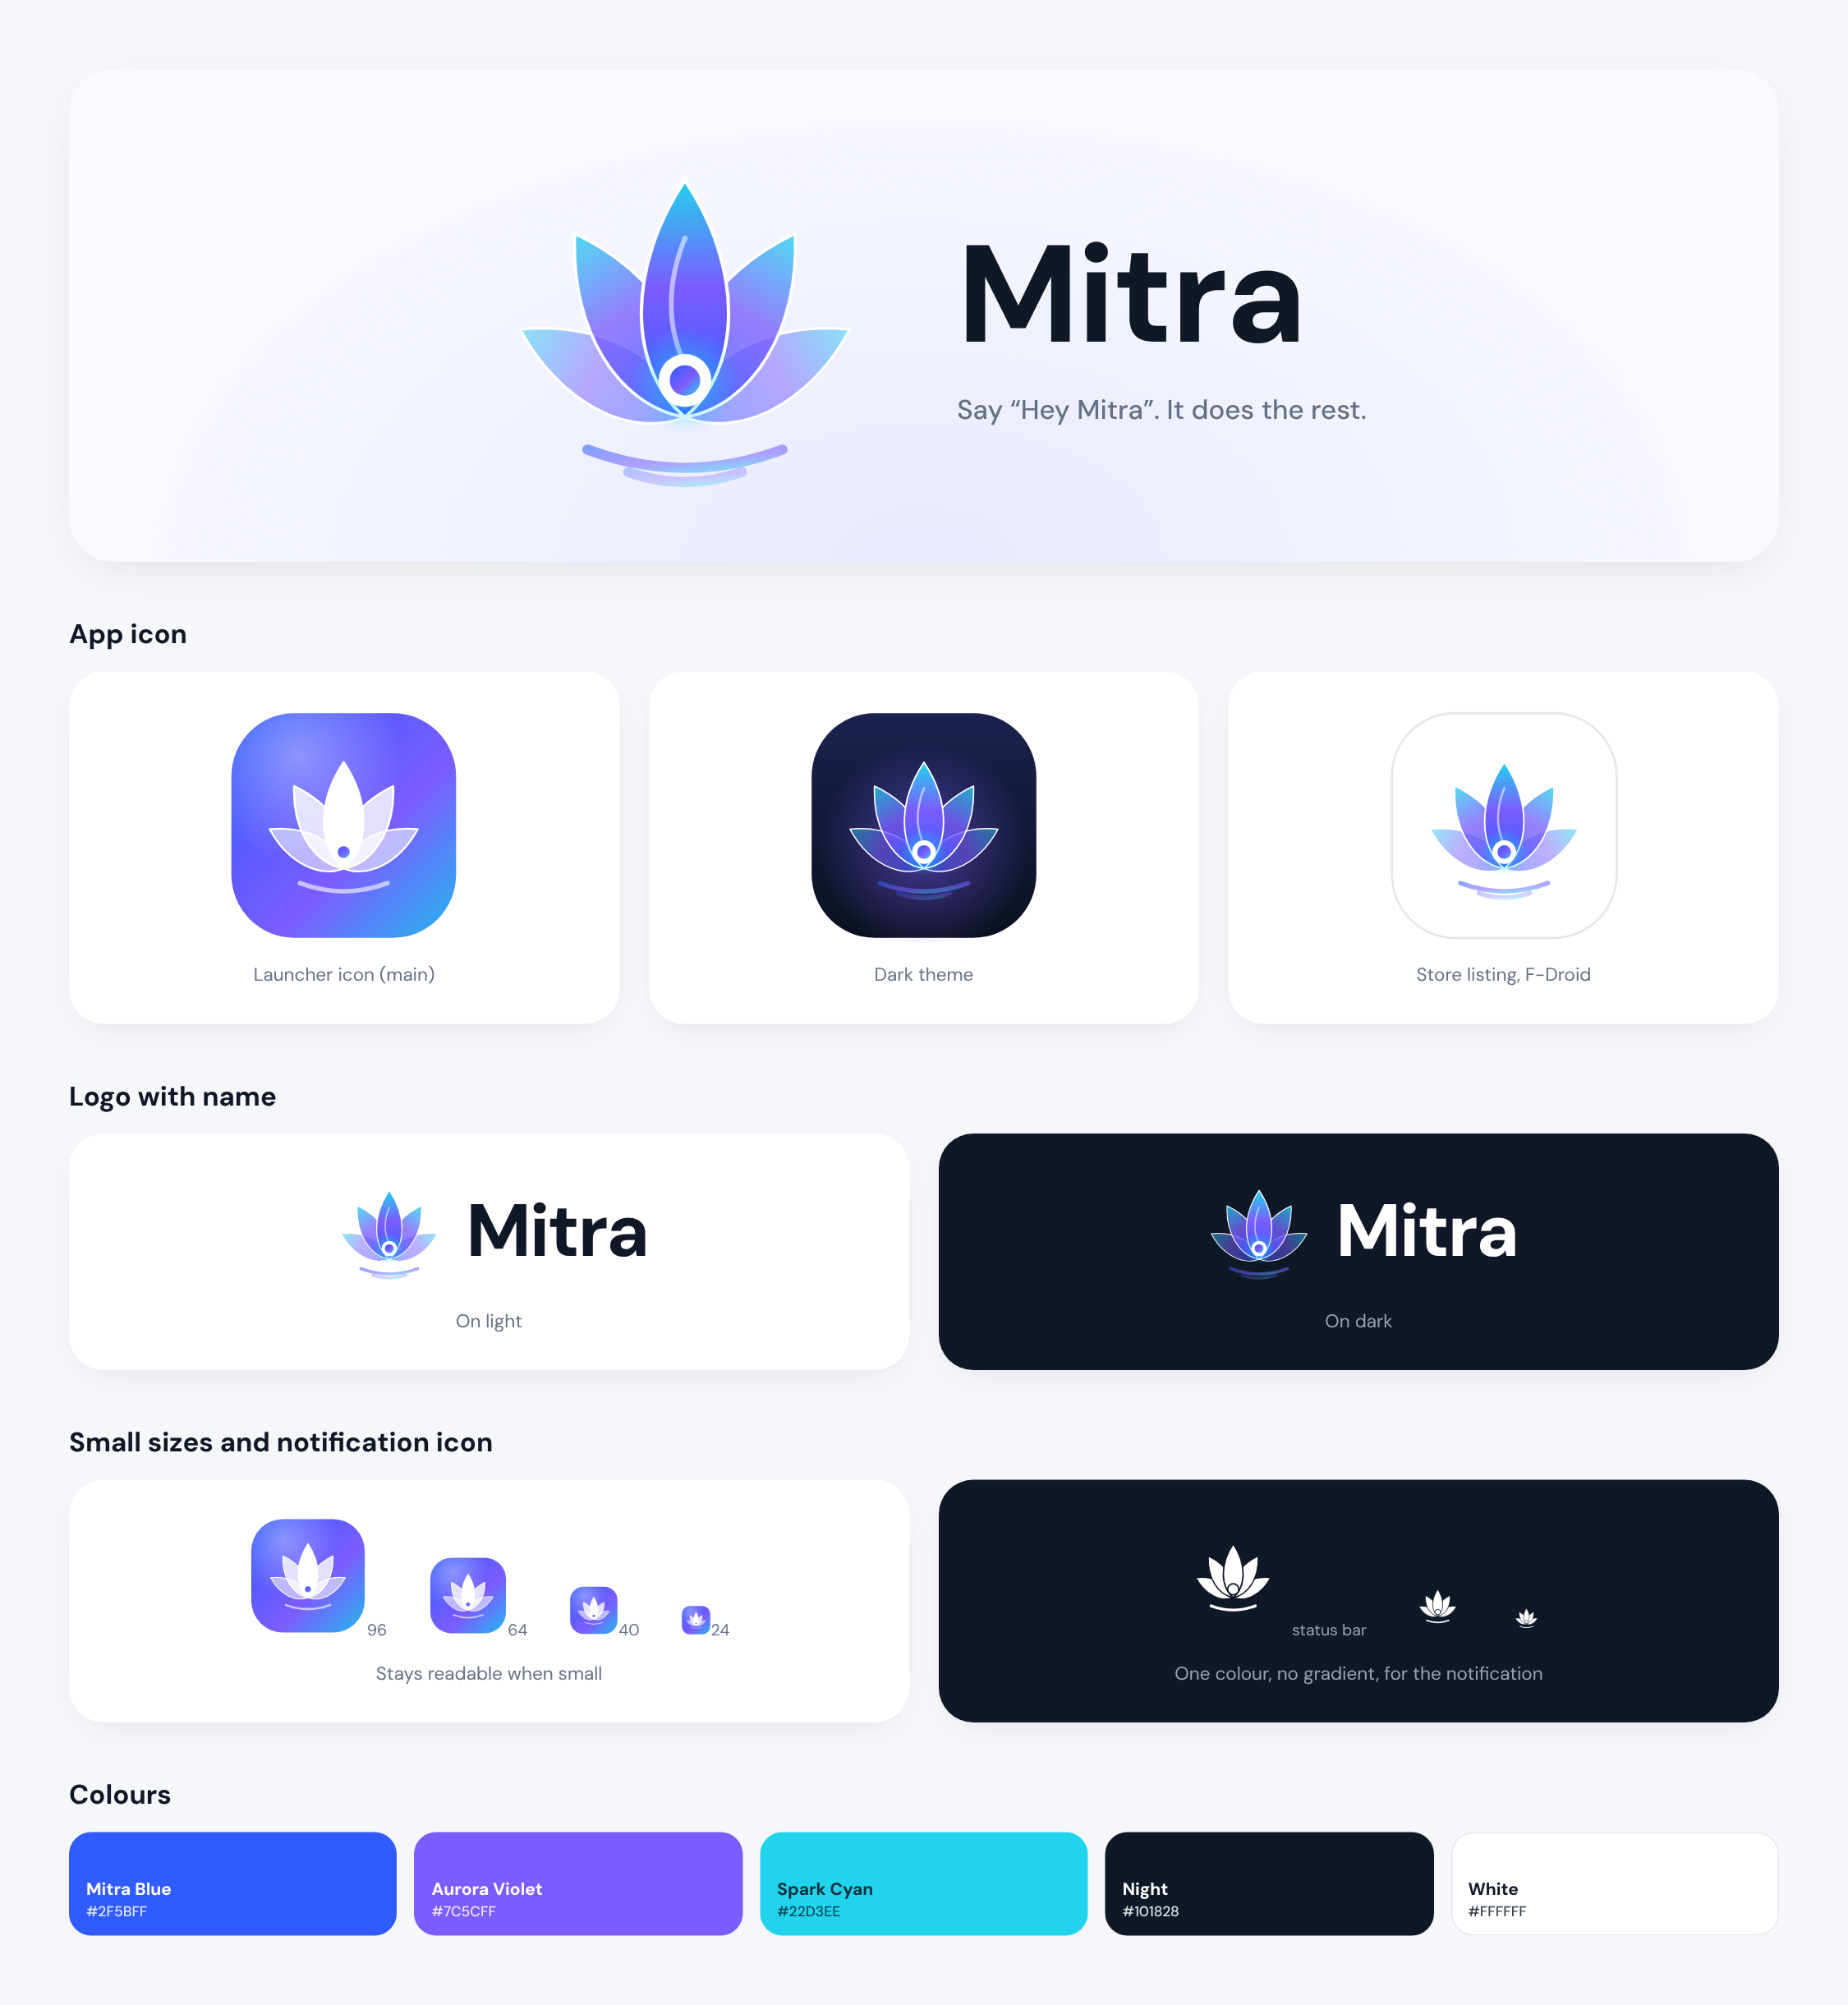 Mitra
Say “Hey Mitra”. It does the rest.
App icon
Launcher icon (main)
Dark theme
Store listing, F-Droid
Logo with name
Mitra
On light
Mitra
On dark
Small sizes and notification icon
96
64
40
24
Stays readable when small
status bar
One colour, no gradient, for the notification
Colours
Mitra Blue
#2F5BFF
Aurora Violet
#7C5CFF
Spark Cyan
#22D3EE
Night
#101828
White
#FFFFFF